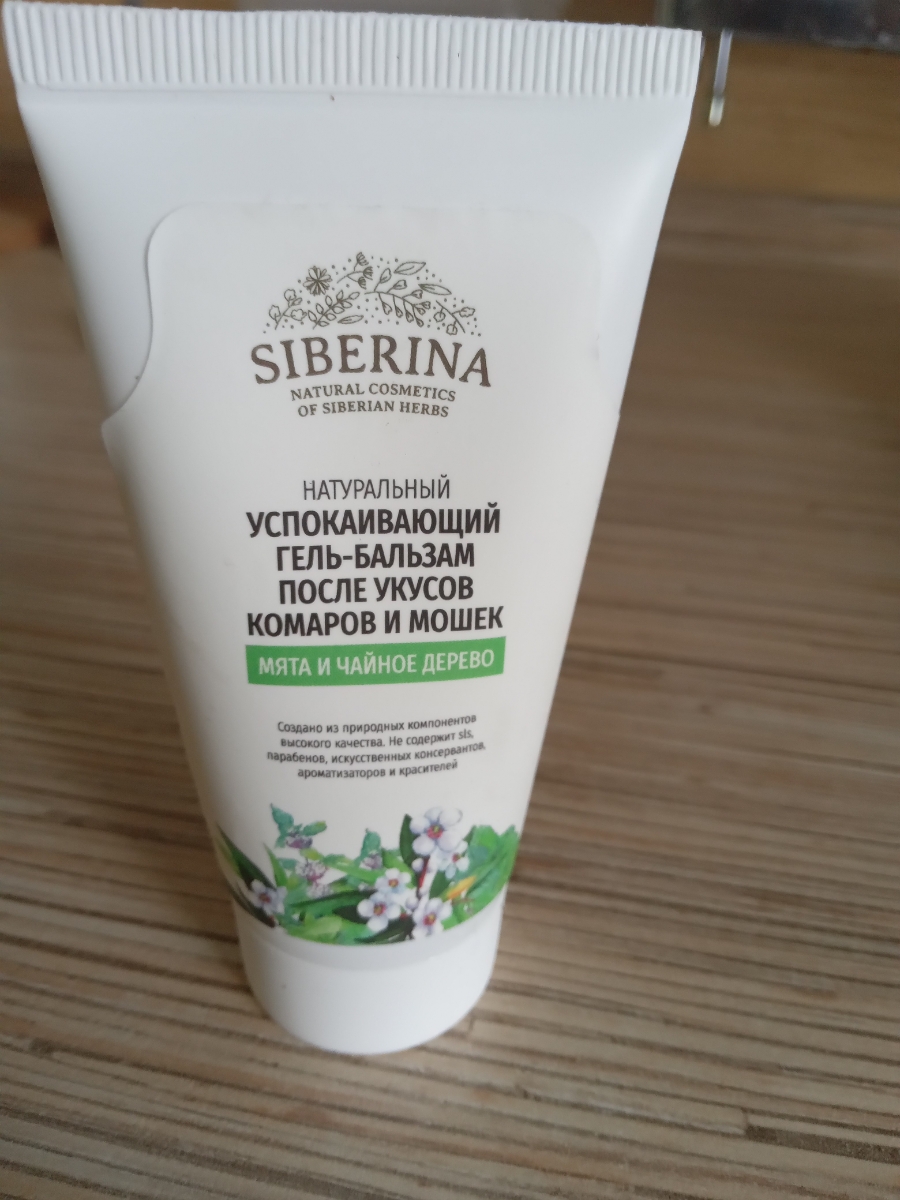 SIBERINA
NATURAL COSMETICS
OF SIBERIAN HERBS
НАТУРАЛЬНЫЙ
УСПОКАИВАЮЩИЙ
ГЕЛЬ-БАЛЬЗАМ
ПОСЛЕ УКУСОВ
КОМАРОВ И МОШЕК
МЯТА И ЧАЙНОЕ ДЕРЕВО
Создано из природных компонентов
высокого качества. Не содержит sls,
парабенов, искусственных консервантов,
ароматизаторов и красителей